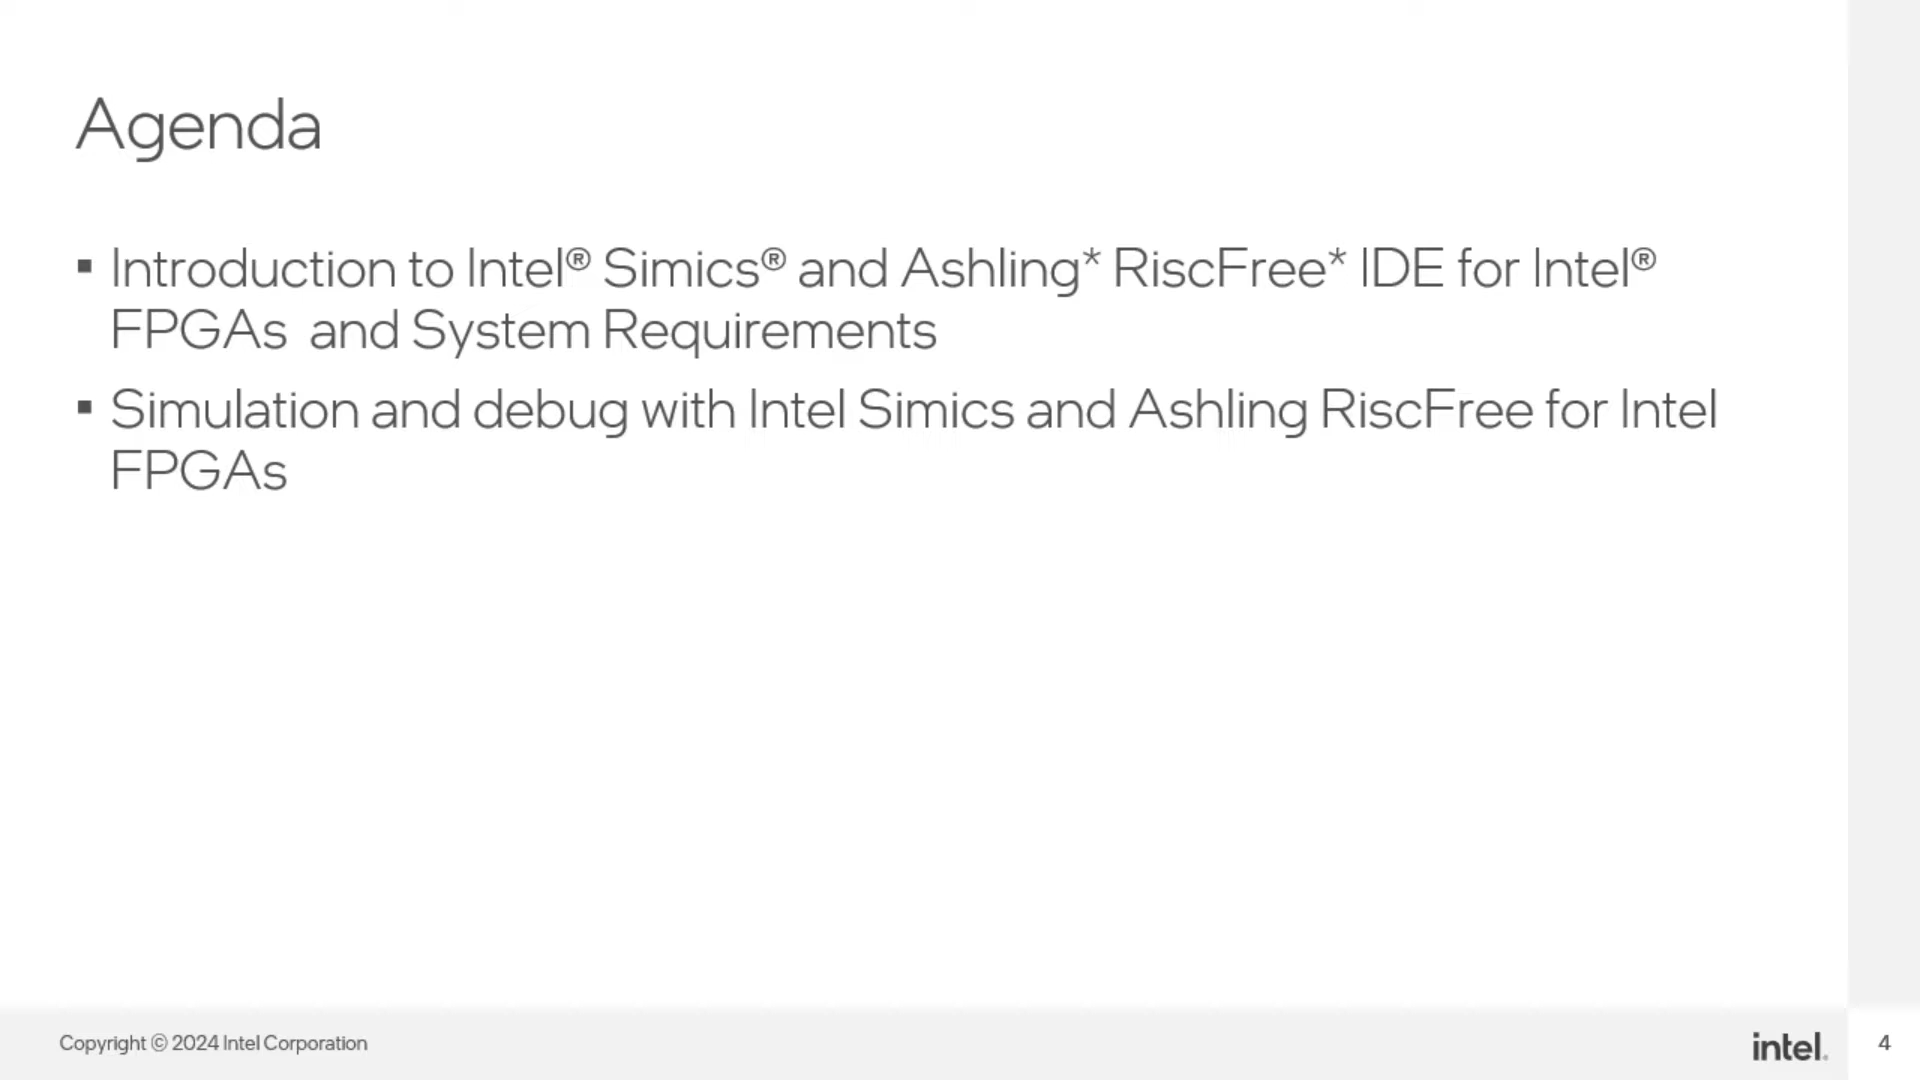 Agenda
▪ Introduction to Intel® Simics® and Ashling* RiscFree* IDE for Intel®
FPGAs  and System Requirements
▪ Simulation and debug with Intel Simics and Ashling RiscFree for Intel
FPGAs
Copyright © 2024 Intel Corporation
intel.
4